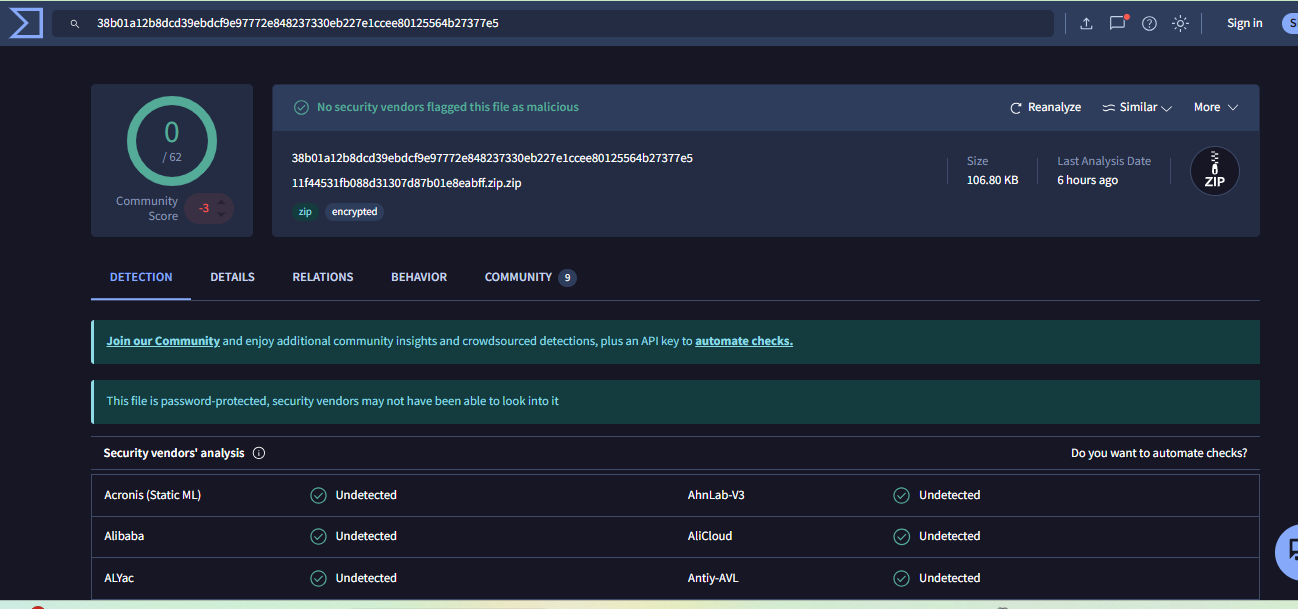 38b01a12b8dcd39ebdcf9e97772e848237330eb227e1ccee80125564b27377e5
Sign in
S
0
/ 62
Community Score
-3
No security vendors flagged this file as malicious
Reanalyze
Similar
More
38b01a12b8dcd39ebdcf9e97772e848237330eb227e1ccee80125564b27377e5
11f44531fb088d31307d87b01e8eabff.zip.zip
zip
encrypted
Size
106.80 KB
Last Analysis Date
6 hours ago
ZIP
DETECTION
DETAILS
RELATIONS
BEHAVIOR
COMMUNITY 9
Join our Community and enjoy additional community insights and crowdsourced detections, plus an API key to automate checks.
This file is password-protected, security vendors may not have been able to look into it
Security vendors' analysis
Do you want to automate checks?
Acronis (Static ML) Undetected AhnLab-V3 Undetected
Alibaba Undetected AliCloud Undetected
ALYac Undetected Antiy-AVL Undetected